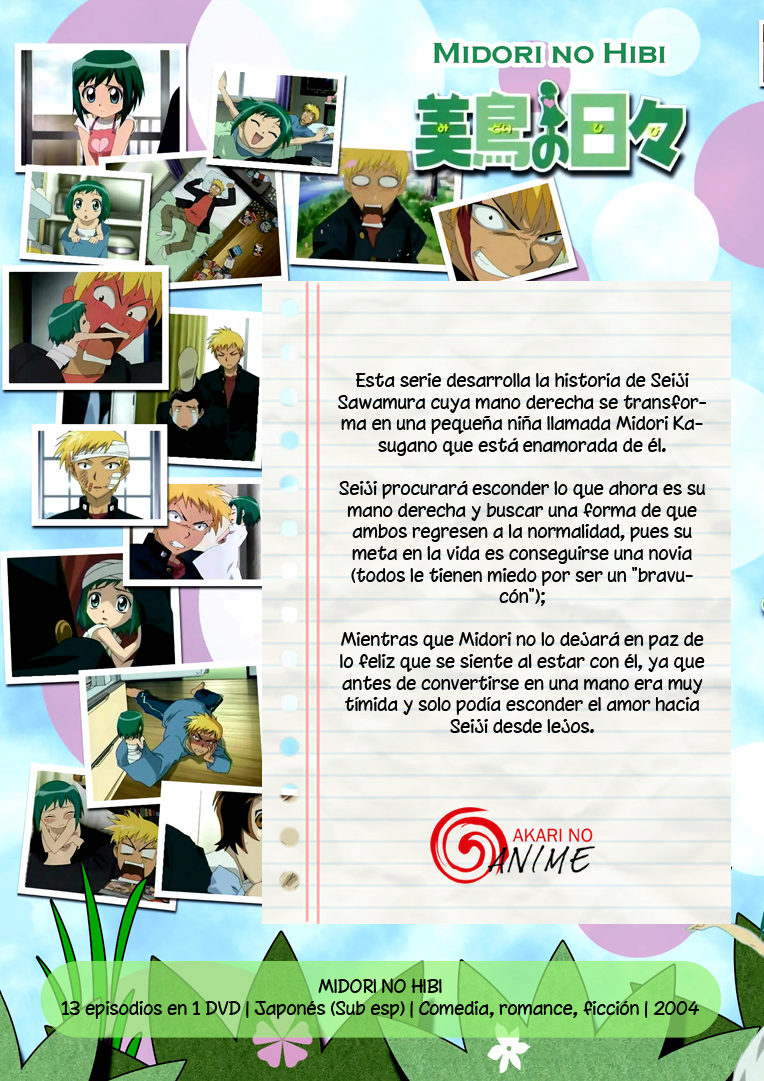 MIDORI NO HIBI
美鳥の日々
み どり ひ び
Esta serie desarrolla la historia de Seiji
Sawamura cuya mano derecha se transfor-
ma en una pequeña niña llamada Midori Ka-
sugano que está enamorada de él.
Seiji procurará esconder lo que ahora es su
mano derecha y buscar una forma de que
ambos regresen a la normalidad, pues su
meta en la vida es conseguirse una novia
(todos le tienen miedo por ser un "bravu-
cón");
Mientras que Midori no lo dejará en paz de
lo feliz que se siente al estar con él, ya que
antes de convertirse en una mano era muy
tímida y solo podía esconder el amor hacia
Seiji desde lejos.
AKARI NO
ANIME
MIDORI NO HIBI
13 episodios en 1 DVD | Japonés (Sub esp) | Comedia, romance, ficción | 2004